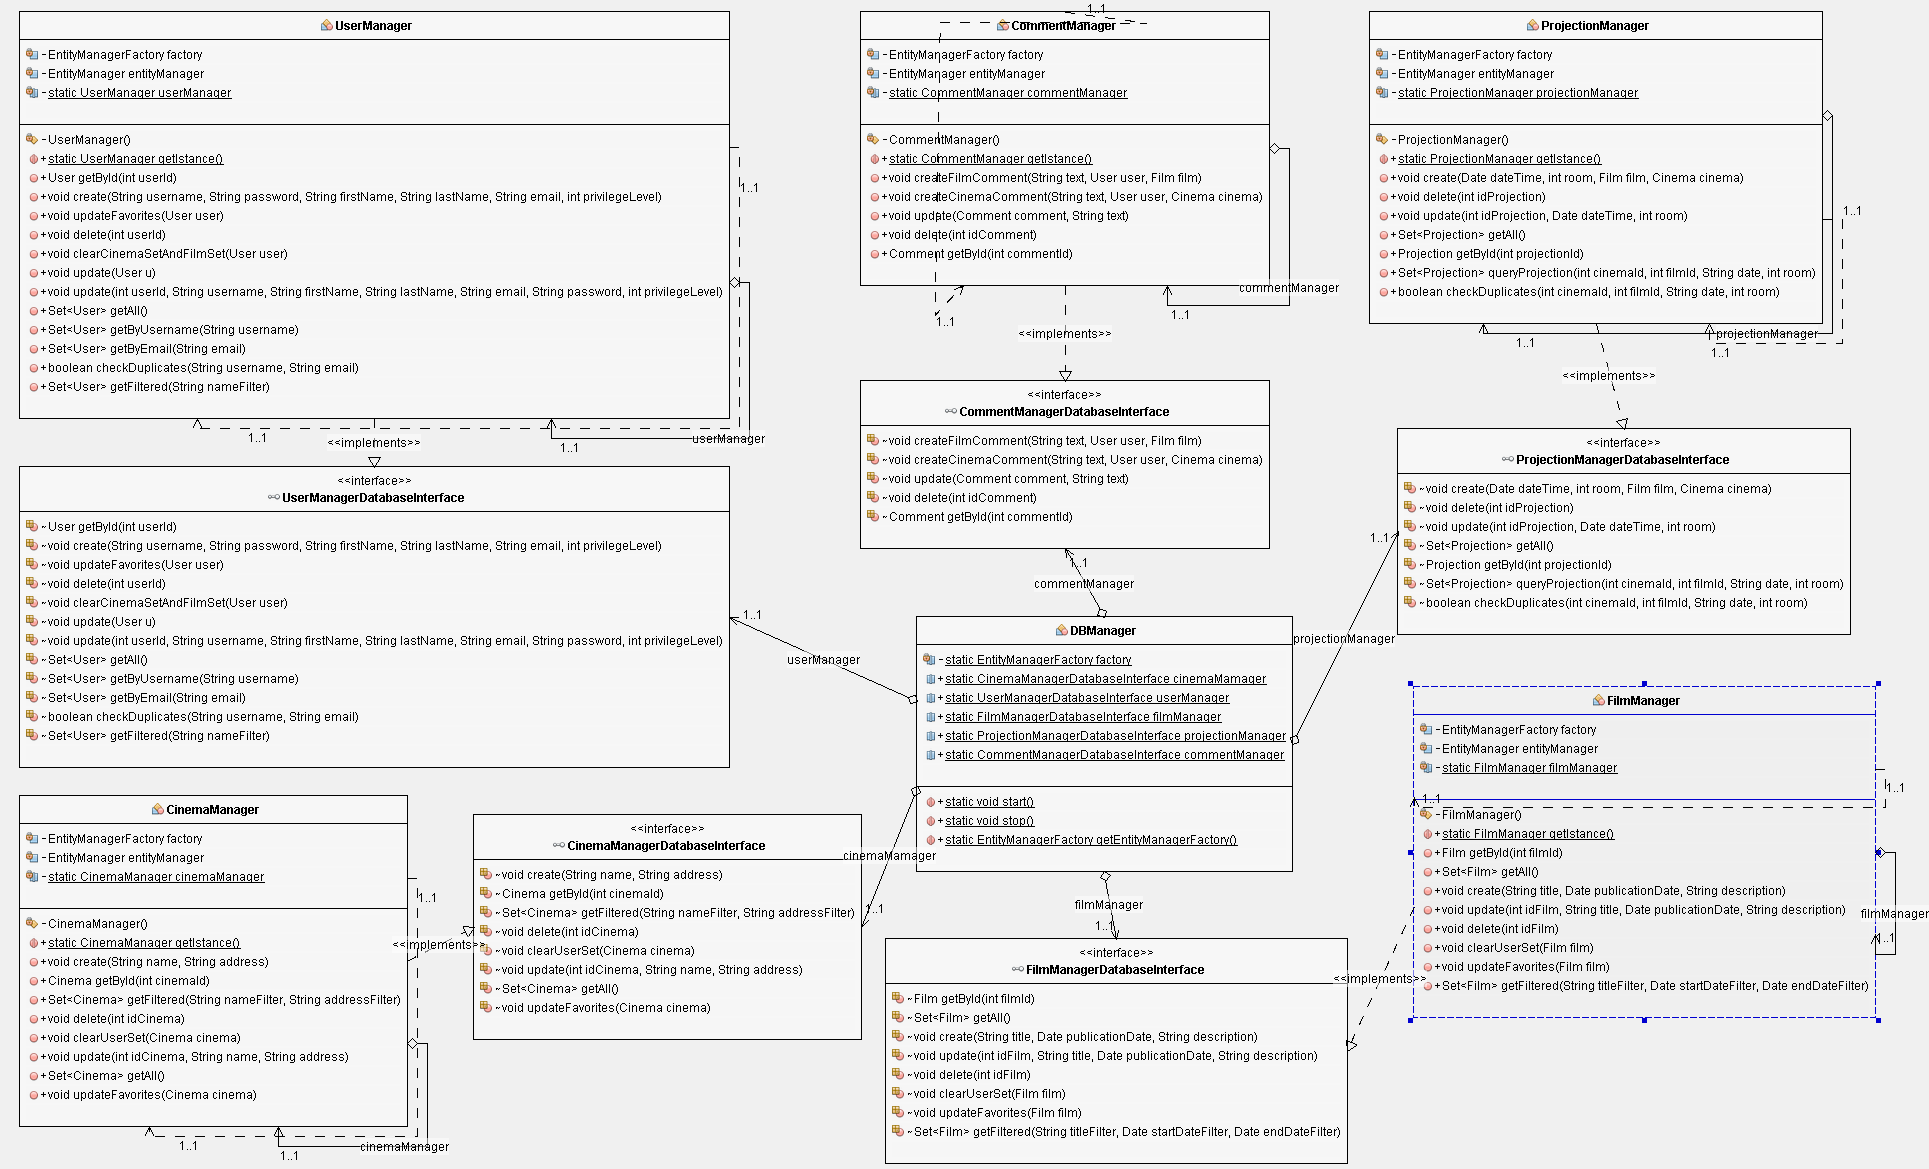 UserManager
- EntityManagerFactory factory
- EntityManager entityManager
- static UserManager userManager
- UserManager()
+ static UserManager getIstance()
+ User getById(int userId)
+ void create(String username, String password, String firstName, String lastName, String email, int privilegeLevel)
+ void updateFavorites(User user)
+ void delete(int userId)
+ void clearCinemaSetAndFilmSet(User user)
+ void update(User u)
+ void update(int userId, String username, String firstName, String lastName, String email, String password, int privilegeLevel)
+ Set<User> getAll()
+ Set<User> getByUsername(String username)
+ Set<User> getByEmail(String email)
+ boolean checkDuplicates(String username, String email)
+ Set<User> getFiltered(String nameFilter)
1..1
1..1
1..1
userManager
<<implements>>
1..1
CommentManager
- EntityManagerFactory factory
- EntityManager entityManager
- static CommentManager commentManager
- CommentManager()
+ static CommentManager getIstance()
+ void createFilmComment(String text, User user, Film film)
+ void createCinemaComment(String text, User user, Cinema cinema)
+ void update(Comment comment, String text)
+ void delete(int idComment)
+ Comment getById(int commentId)
commentManager
1..1
1..1
<<implements>>
ProjectionManager
- EntityManagerFactory factory
- EntityManager entityManager
- static ProjectionManager projectionManager
- ProjectionManager()
+ static ProjectionManager getIstance()
+ void create(Date dateTime, int room, Film film, Cinema cinema)
+ void delete(int idProjection)
+ void update(int idProjection, Date dateTime, int room)
+ Set<Projection> getAll()
+ Projection getById(int projectionId)
+ Set<Projection> queryProjection(int cinemaId, int filmId, String date, int room)
+ boolean checkDuplicates(int cinemaId, int filmId, String date, int room)
1..1
projectionManager
1..1
1..1
<<implements>>
<<interface>>
UserManagerDatabaseInterface
~ User getById(int userId)
~ void create(String username, String password, String firstName, String lastName, String email, int privilegeLevel)
~ void updateFavorites(User user)
~ void delete(int userId)
~ void clearCinemaSetAndFilmSet(User user)
~ void update(User u)
~ void update(int userId, String username, String firstName, String lastName, String email, String password, int privilegeLevel)
~ Set<User> getAll()
~ Set<User> getByUsername(String username)
~ Set<User> getByEmail(String email)
~ boolean checkDuplicates(String username, String email)
~ Set<User> getFiltered(String nameFilter)
<<interface>>
CommentManagerDatabaseInterface
~ void createFilmComment(String text, User user, Film film)
~ void createCinemaComment(String text, User user, Cinema cinema)
~ void update(Comment comment, String text)
~ void delete(int idComment)
~ Comment getById(int commentId)
1..1
commentManager
<<interface>>
ProjectionManagerDatabaseInterface
~ void create(Date dateTime, int room, Film film, Cinema cinema)
~ void delete(int idProjection)
~ void update(int idProjection, Date dateTime, int room)
~ Set<Projection> getAll()
~ Projection getById(int projectionId)
~ Set<Projection> queryProjection(int cinemaId, int filmId, String date, int room)
~ boolean checkDuplicates(int cinemaId, int filmId, String date, int room)
1..1
projectionManager
1..1
userManager
DBManager
- static EntityManagerFactory factory
+ static CinemaManagerDatabaseInterface cinemaMamager
+ static UserManagerDatabaseInterface userManager
+ static FilmManagerDatabaseInterface filmManager
+ static ProjectionManagerDatabaseInterface projectionManager
+ static CommentManagerDatabaseInterface commentManager
+ static void start()
+ static void stop()
+ static EntityManagerFactory getEntityManagerFactory()
cinemaMamager
1..1
filmManager
1..1
FilmManager
- EntityManagerFactory factory
- EntityManager entityManager
- static FilmManager filmManager
- FilmManager()
+ static FilmManager getIstance()
+ Film getById(int filmId)
+ Set<Film> getAll()
+ void create(String title, Date publicationDate, String description)
+ void update(int idFilm, String title, Date publicationDate, String description)
+ void delete(int idFilm)
+ void clearUserSet(Film film)
+ void updateFavorites(Film film)
+ Set<Film> getFiltered(String titleFilter, Date startDateFilter, Date endDateFilter)
1..1
1..1
filmManager
1..1
<<implements>>
CinemaManager
- EntityManagerFactory factory
- EntityManager entityManager
- static CinemaManager cinemaManager
- CinemaManager()
+ static CinemaManager getIstance()
+ void create(String name, String address)
+ Cinema getById(int cinemaId)
+ Set<Cinema> getFiltered(String nameFilter, String addressFilter)
+ void delete(int idCinema)
+ void clearUserSet(Cinema cinema)
+ void update(int idCinema, String name, String address)
+ Set<Cinema> getAll()
+ void updateFavorites(Cinema cinema)
1..1
<<implements>>
1..1
cinemaManager
1..1
<<interface>>
CinemaManagerDatabaseInterface
~ void create(String name, String address)
~ Cinema getById(int cinemaId)
~ Set<Cinema> getFiltered(String nameFilter, String addressFilter)
~ void delete(int idCinema)
~ void clearUserSet(Cinema cinema)
~ void update(int idCinema, String name, String address)
~ Set<Cinema> getAll()
~ void updateFavorites(Cinema cinema)
<<interface>>
FilmManagerDatabaseInterface
~ Film getById(int filmId)
~ Set<Film> getAll()
~ void create(String title, Date publicationDate, String description)
~ void update(int idFilm, String title, Date publicationDate, String description)
~ void delete(int idFilm)
~ void clearUserSet(Film film)
~ void updateFavorites(Film film)
~ Set<Film> getFiltered(String titleFilter, Date startDateFilter, Date endDateFilter)